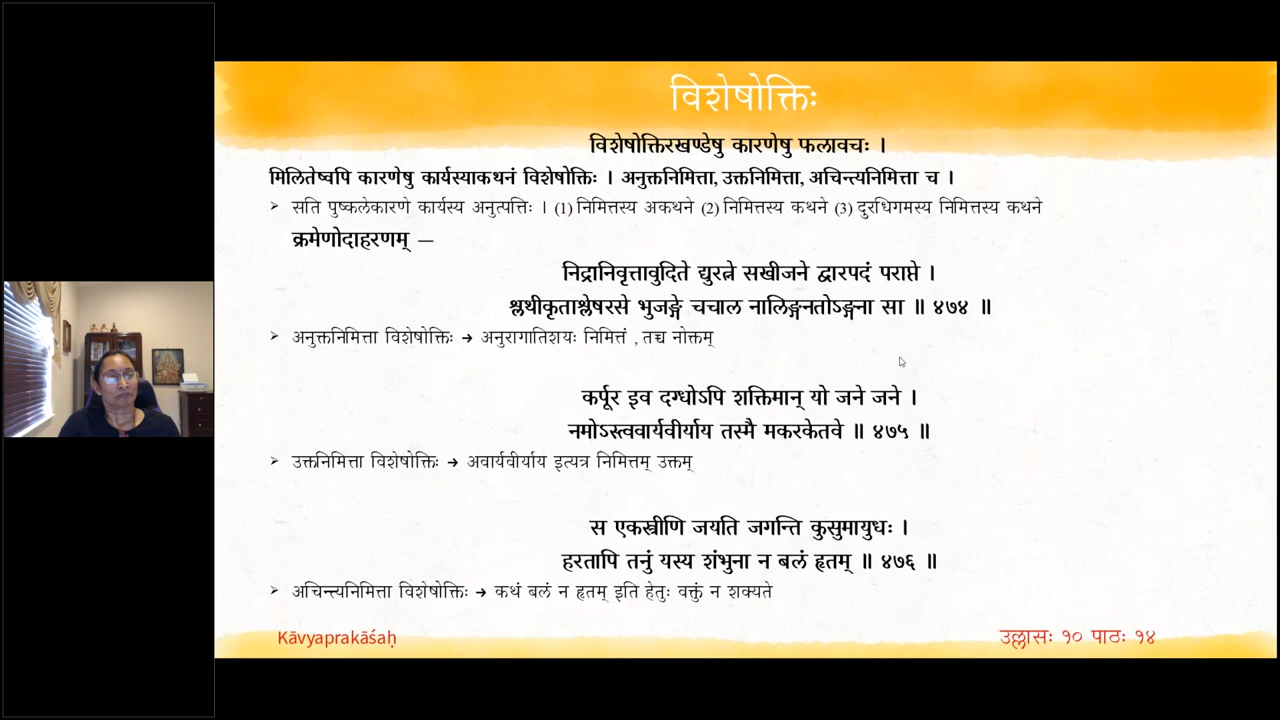 विशेषोक्तिः
विशेषोक्तिरखण्डेषु कारणेषु फलावचः ।
मिलितेष्वपि कारणेषु कार्यस्याकथनं विशेषोक्तिः । अनुक्तनिमित्ता, उक्तनिमित्ता, अचिन्त्यनिमित्ता च ।
➢ सति पुष्कलेकारणे कार्यस्य अनुत्पत्तिः । (1) निमित्तस्य अकथने (2) निमित्तस्य कथने (3) दुरधिगमस्य निमित्तस्य कथने
क्रमेणोदाहरणम् —
निद्रानिवृत्तावुदिते द्युरत्ने सखीजने द्वारपदं पराप्ते ।
श्लथीकृताश्लेषरसे भुजङ्गे चचाल नालिङ्गनतोऽङ्गना सा ॥ ४७४ ॥
➢ अनुक्तनिमित्ता विशेषोक्तिः → अनुरागातिशयः निमित्तं , तच्च नोक्तम्
कर्पूर इव दग्धोऽपि शक्तिमान् यो जने जने ।
नमोऽस्त्ववार्यवीर्याय तस्मै मकरकेतवे ॥ ४७५ ॥
➢ उक्तनिमित्ता विशेषोक्तिः → अवार्यवीर्याय इत्यत्र निमित्तम् उक्तम्
स एकस्त्रीणि जयति जगन्ति कुसुमायुधः ।
हरतापि तनुं यस्य शंभुना न बलं हृतम् ॥ ४७६ ॥
➢ अचिन्त्यनिमित्ता विशेषोक्तिः → कथं बलं न हृतम् इति हेतुः वक्तुं न शक्यते
Kāvyaprakāśaḥ
उल्लासः १० पाठः १४